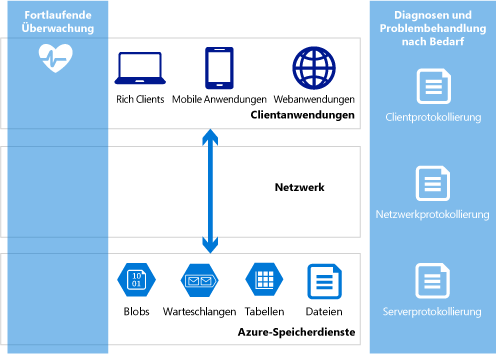 Fortlaufende
Überwachung
Diagnosen und
Problembehandlung
nach Bedarf
Rich Clients
Mobile Anwendungen
Webanwendungen
Clientanwendungen
Clientprotokollierung
Netzwerk
Netzwerkprotokollierung
10
01
Blobs
Warteschlangen
Tabellen
Dateien
Azure-Speicherdienste
Serverprotokollierung